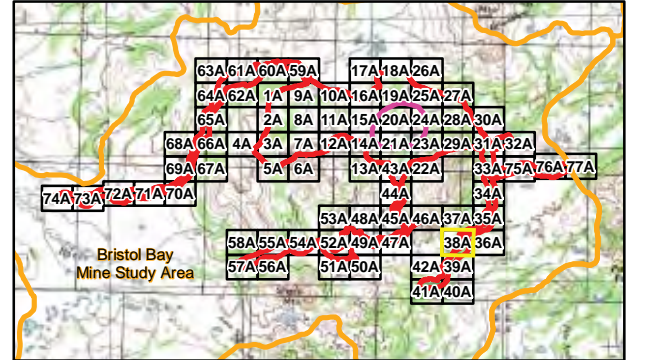 63A 61A 60A 59A 17A 18A 26A
64A 62A 1A 9A 10A 16A 19A 25A 27A
65A 2A 8A 11A 15A 20A 24A 28A 30A
68A 66A 4A 3A 7A 12A 14A 21A 23A 29A 31A 32A
69A 67A 5A 6A 13A 43A 22A 33A 75A 76A 77A
74A 73A 72A 71A 70A 44A 34A
53A 48A 45A 46A 37A 35A
58A 55A 54A 52A 49A 47A 38A 36A
Bristol Bay
Mine Study Area
57A 56A 51A 50A 42A 39A
41A 40A